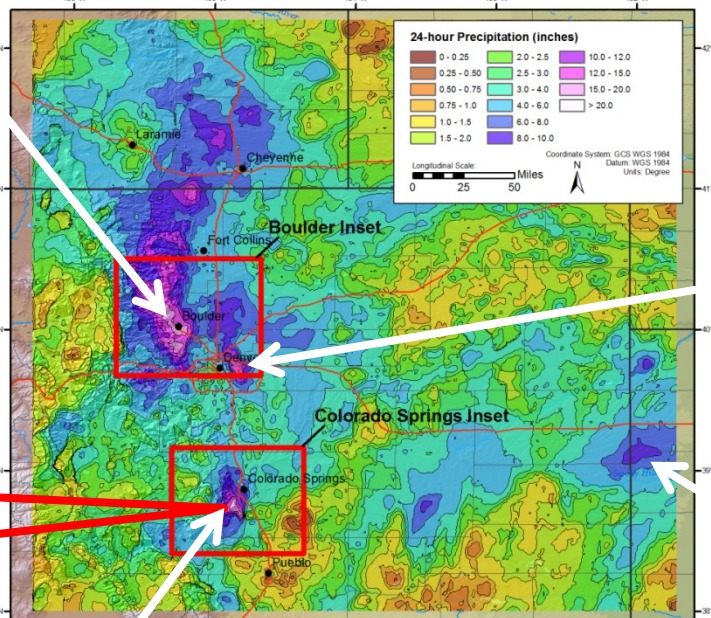 24-hour Precipitation (inches)
0 - 0.25
2.0 - 2.5
10.0 - 12.0
0.25 - 0.50
2.5 - 3.0
12.0 - 15.0
0.50 - 0.75
3.0 - 4.0
15.0 - 20.0
0.75 - 1.0
4.0 - 6.0
> 20.0
1.0 - 1.5
6.0 - 8.0
1.5 - 2.0
8.0 - 10.0
Coordinate System: GCS WGS 1984
Datum: WGS 1984
Units: Degree
Longitudinal Scale:
Miles
0 25 50
N
Laramie
Cheyenne
41
Boulder Inset
Fort Collins
Boulder
40
Denv
Colorado Springs Inset
Colorado Springs
Pueblo